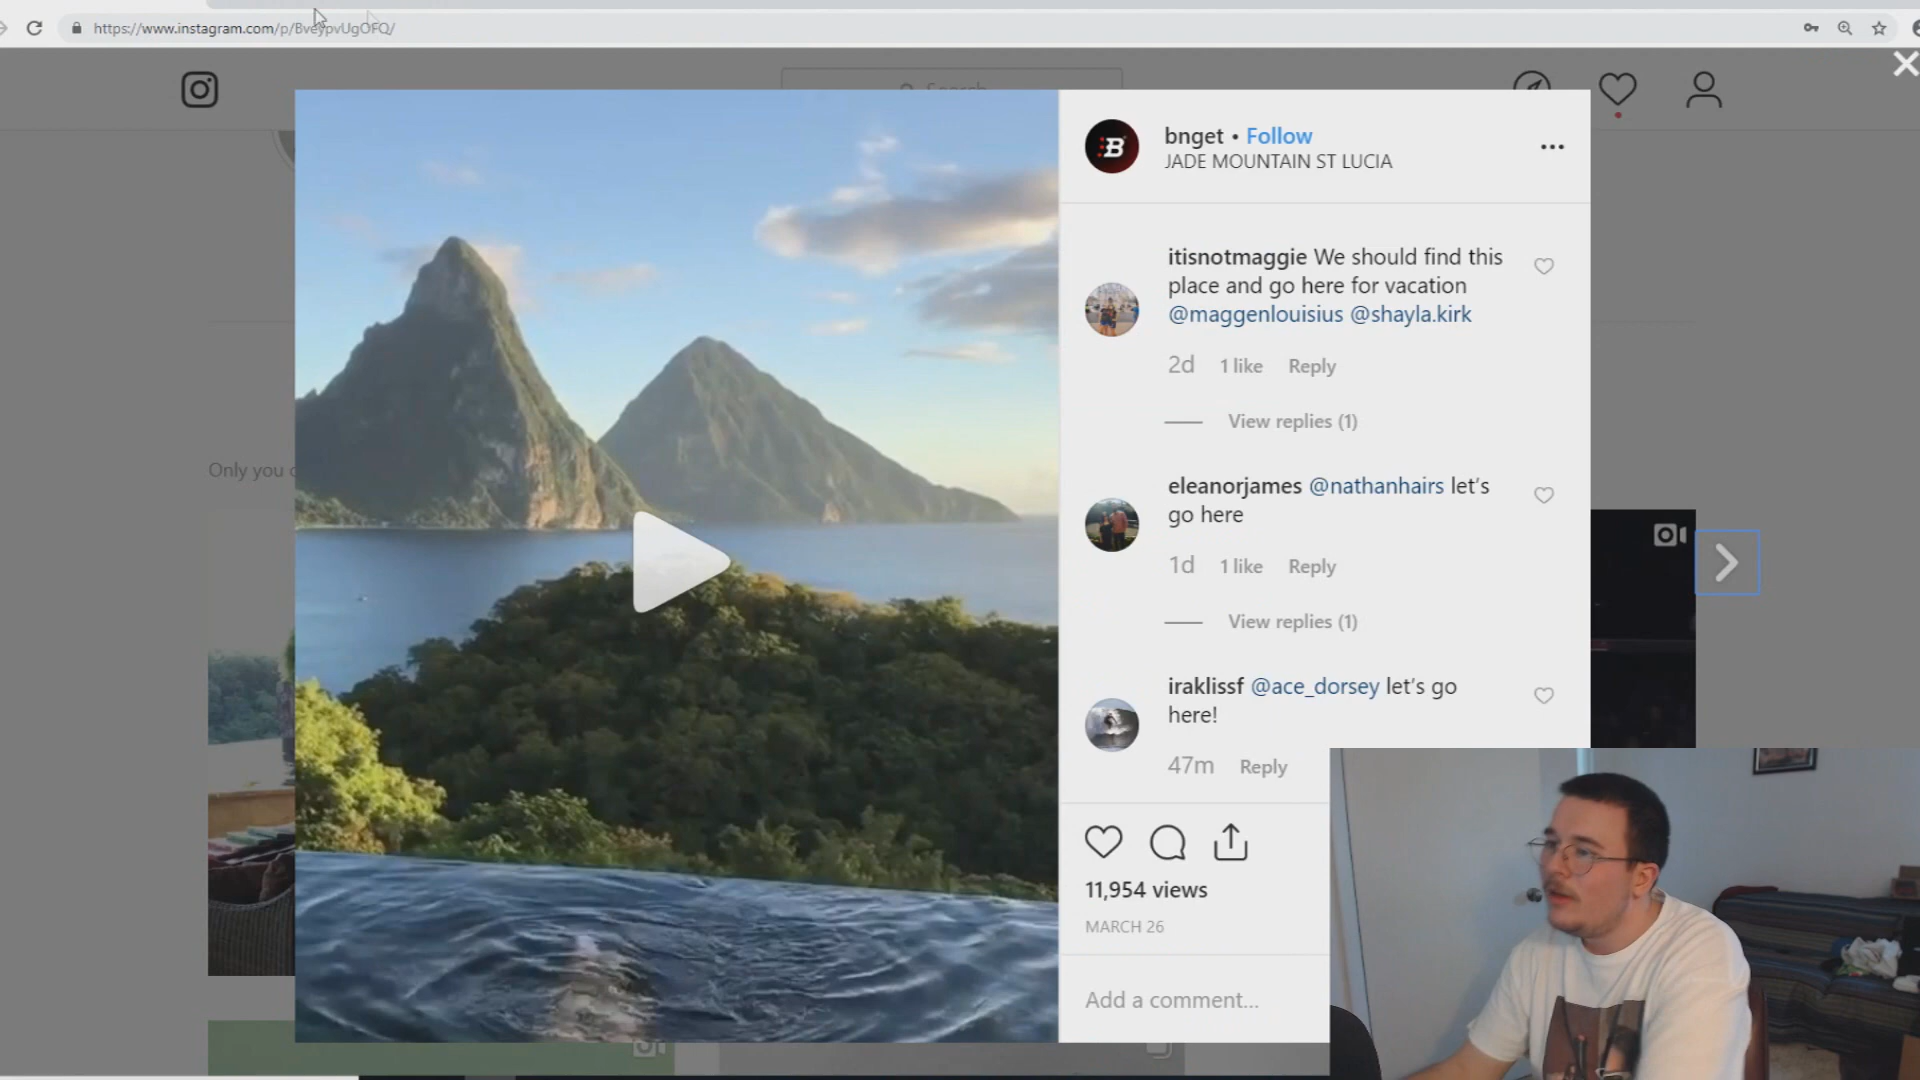 https://www.instagram.com/p/BveypvUgOFQ/
Search
bnget • Follow
JADE MOUNTAIN ST LUCIA
itisnotmaggie We should find this
place and go here for vacation
@maggenlouisius @shayla.kirk
2d 1 like Reply
View replies (1)
eleanorjames @nathanhairs let's
go here
1d 1 like Reply
View replies (1)
iraklissf @ace_dorsey let's go
here!
47m Reply
11,954 views
MARCH 26
Add a comment...
Only you
B